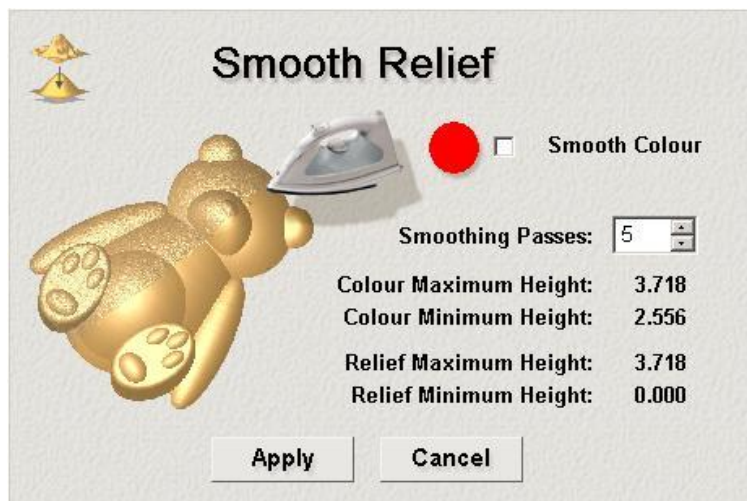 Smooth Relief
Smooth Colour
Smoothing Passes: 5
Colour Maximum Height: 3.718
Colour Minimum Height: 2.556
Relief Maximum Height: 3.718
Relief Minimum Height: 0.000
Apply Cancel